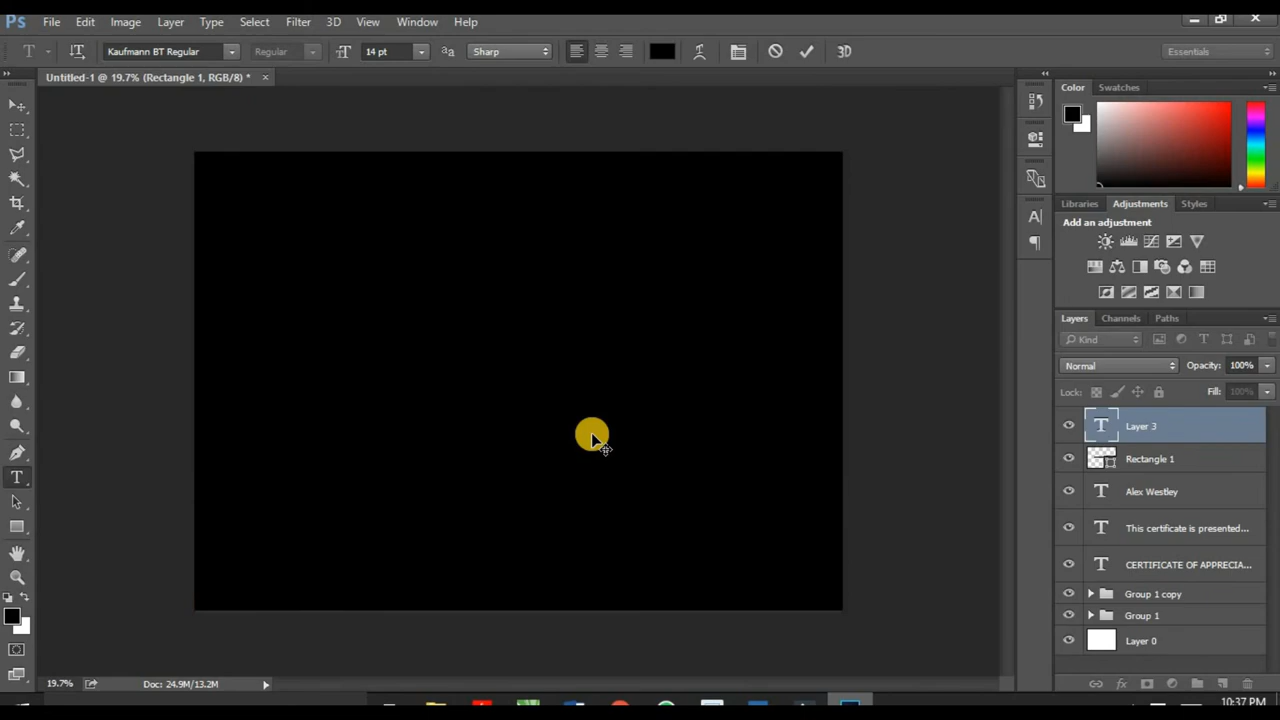 Ps File Edit Image Layer Type Select Filter 3D View Window Help
T Kaufmann BT Regular Regular 14 pt aa Sharp 3D Essentials
Untitled-1 @ 19.7% (Rectangle 1, RGB/8) * ×
Color Swatches
Libraries Adjustments Styles
Add an adjustment
Layers Channels Paths
Kind
Normal Opacity: 100%
Lock: Fill: 100%
T Layer 3
Rectangle 1
T Alex Westley
T This certificate is presented...
T CERTIFICATE OF APPRECIA...
Group 1 copy
Group 1
Layer 0
19.7% Doc: 24.9M/13.2M fx
10:37 PM